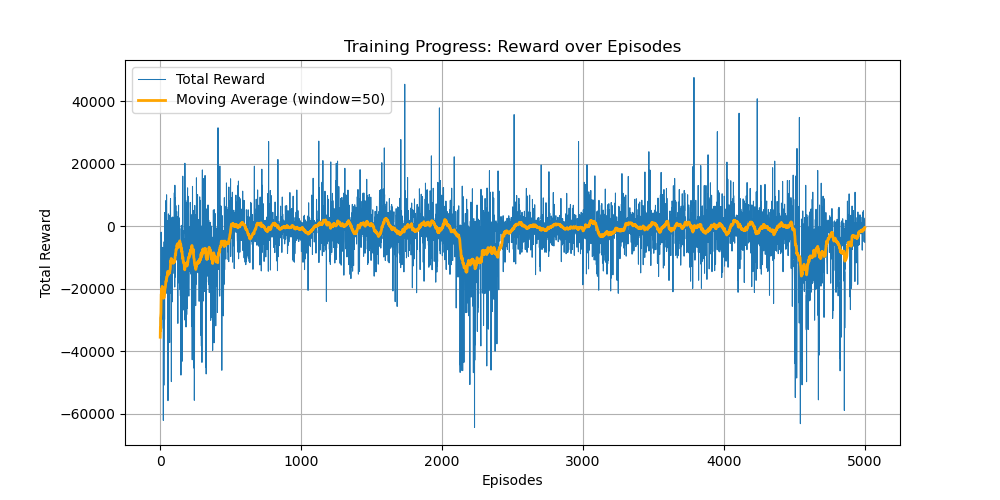 Training Progress: Reward over Episodes
Total Reward
Moving Average (window=50)
40000
20000
0
−20000
−40000
−60000
Total Reward
0
1000
2000
3000
4000
5000
Episodes